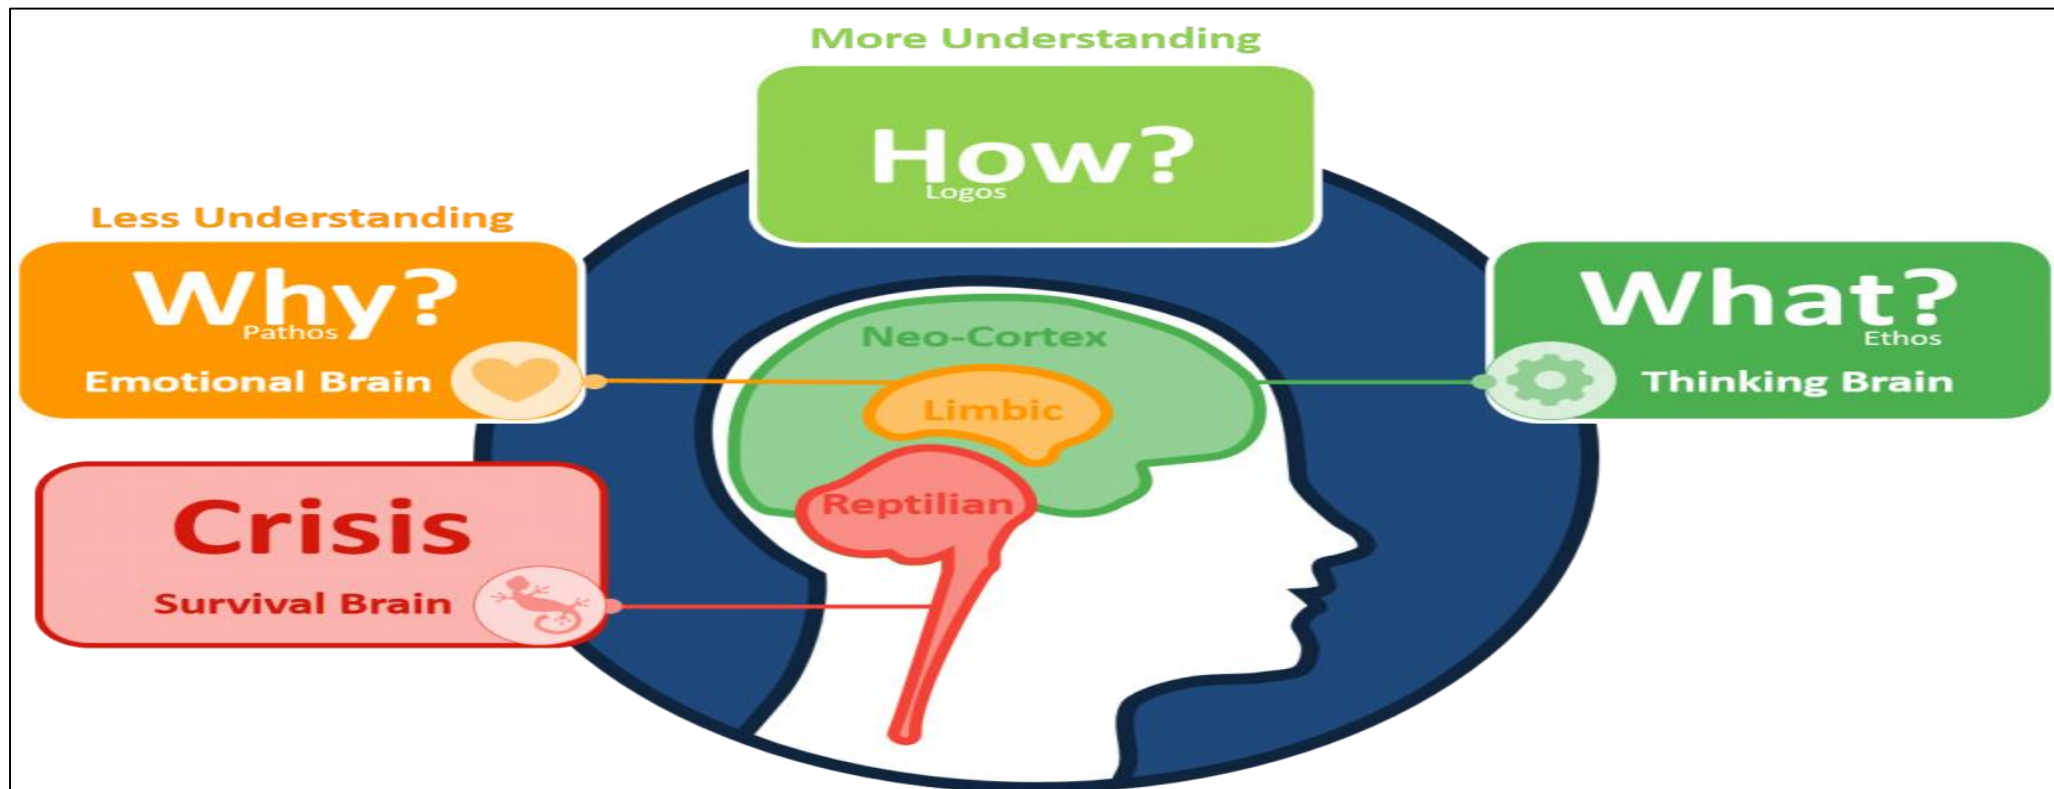 More Understanding
How?
Logos
Less Understanding
Why?
Pathos
Emotional Brain
What?
Ethos
Thinking Brain
Neo-Cortex
Limbic
Reptilian
Crisis
Survival Brain